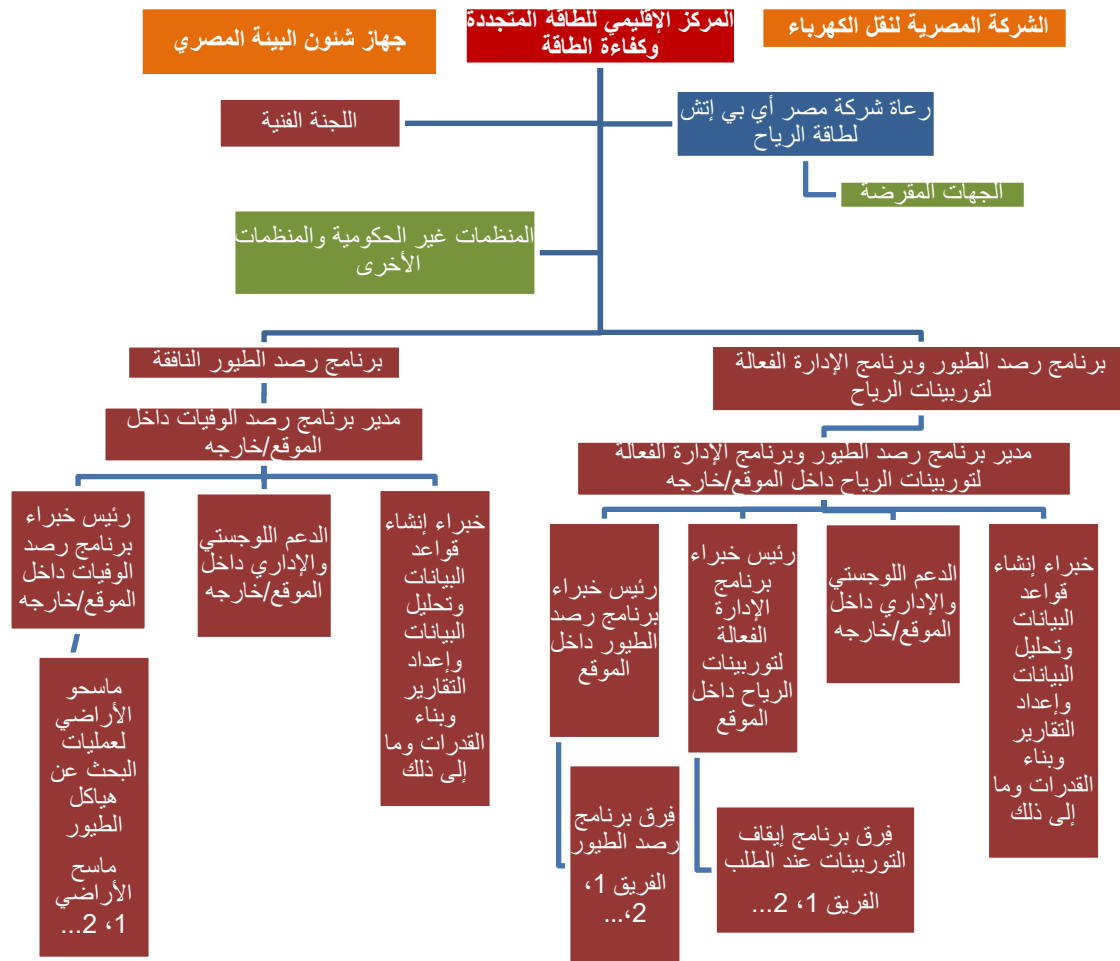 الشركة المصرية لنقل الكهرباء
المركز الإقليمي للطاقة المتجددة
وكفاءة الطاقة
جهاز شئون البيئة المصري
رعاة شركة مصر أي بي إتش
لطاقة الرياح
اللجنة الفنية
الجهات المقرضة
المنظمات غير الحكومية والمنظمات
الأخرى
برنامج رصد الطيور وبرنامج الإدارة الفعالة
لتوربينات الرياح
برنامج رصد الطيور النافقة
مدير برنامج رصد الطيور وبرنامج الإدارة الفعالة
لتوربينات الرياح داخل الموقع/خارجه
مدير برنامج رصد الوفيات داخل
الموقع/خارجه
خبراء إنشاء
قواعد
البيانات
وتحليل
البيانات
وإعداد
التقارير
وبناء
القدرات وما
إلى ذلك
الدعم اللوجستي
والإداري داخل
الموقع/خارجه
رئيس خبراء
برنامج
الإدارة
الفعالة
لتوربينات
الرياح داخل
الموقع
رئيس خبراء
برنامج رصد
الطيور داخل
الموقع
خبراء إنشاء
قواعد
البيانات
وتحليل
البيانات
وإعداد
التقارير
وبناء
القدرات وما
إلى ذلك
الدعم اللوجستي
والإداري داخل
الموقع/خارجه
رئيس خبراء
برنامج رصد
الوفيات داخل
الموقع/خارجه
فِرق برنامج إيقاف
التوربينات عند الطلب
الفريق 1، 2...
فِرق برنامج
رصد الطيور
الفريق 1،
2،...
ماسحو
الأراضي
لعمليات
البحث عن
هياكل
الطيور
ماسح
الأراضي
1، 2...